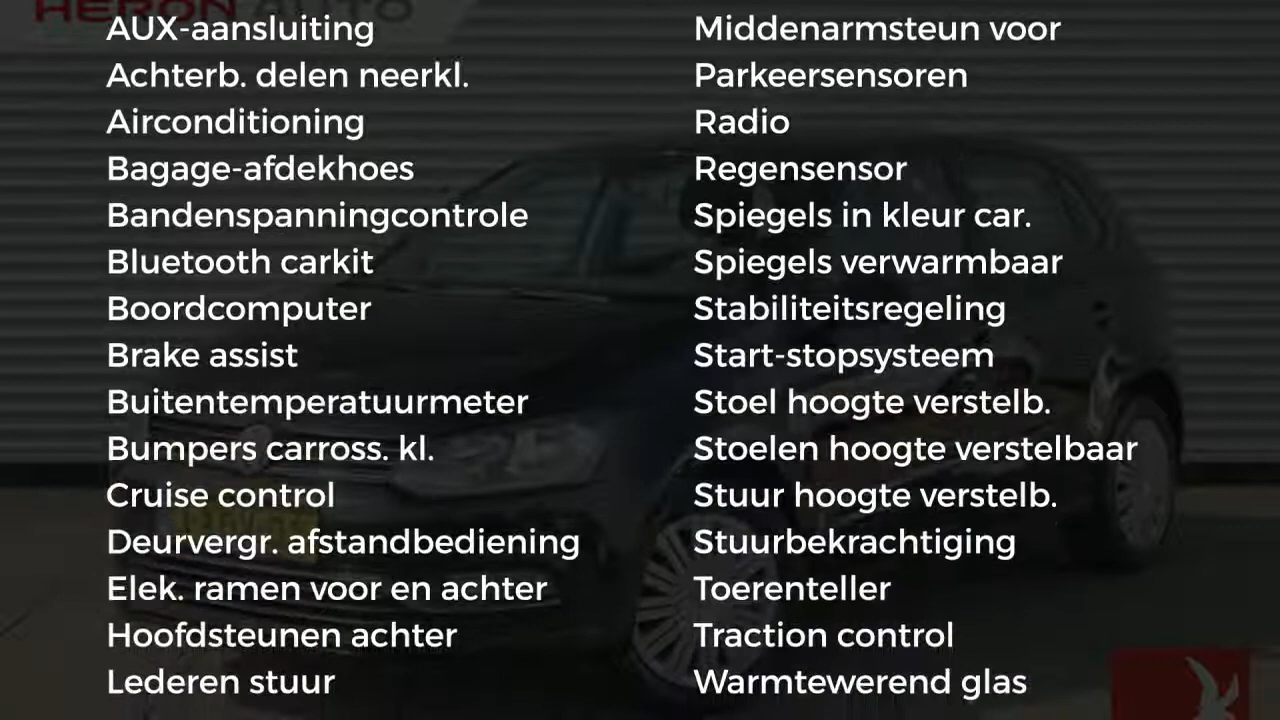 HERON AUTO
AUX-aansluiting
Achterb. delen neerkl.
Airconditioning
Bagage-afdekhoes
Bandenspanningcontrole
Bluetooth carkit
Boordcomputer
Brake assist
Buitentemperatuurmeter
Bumpers carross. kl.
Cruise control
Deurvergr. afstandbediening
Elek. ramen voor en achter
Hoofdsteunen achter
Lederen stuur
Middenarmsteun voor
Parkeersensoren
Radio
Regensensor
Spiegels in kleur car.
Spiegels verwarmbaar
Stabiliteitsregeling
Start-stopsysteem
Stoel hoogte verstelb.
Stoelen hoogte verstelbaar
Stuur hoogte verstelb.
Stuurbekrachtiging
Toerenteller
Traction control
Warmtewerend glas